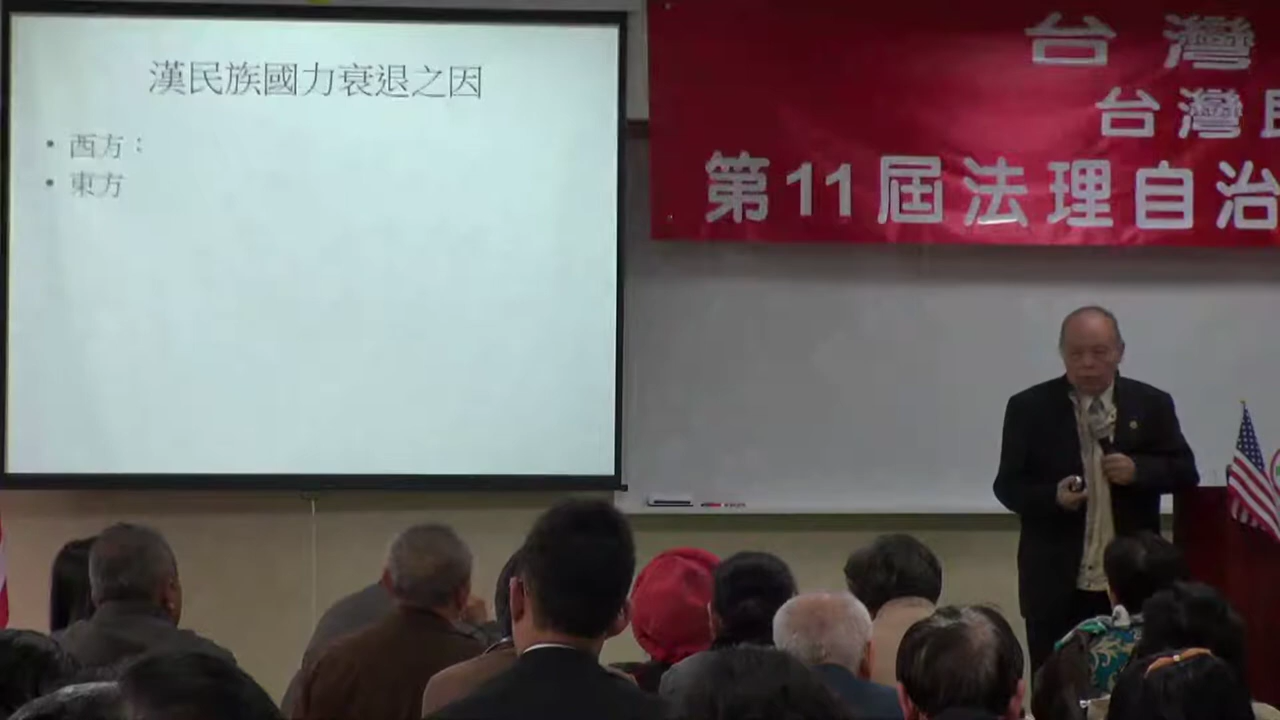 漢民族國力衰退之因
• 西方：
• 東方
台灣
台灣
第11屆法理自治